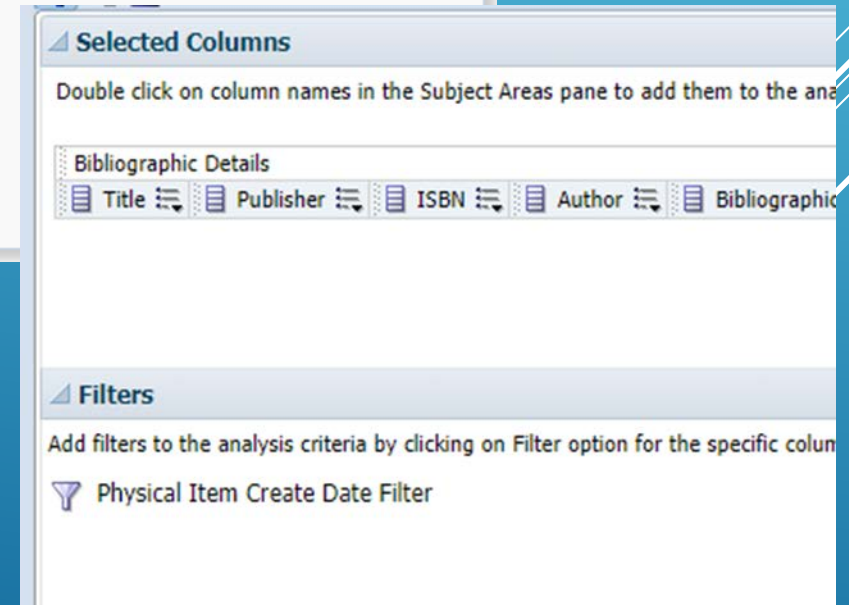 Selected Columns
Double click on column names in the Subject Areas pane to add them to the
Bibliographic Details
Title Publisher ISBN Author Bibliographic
Filters
Add filters to the analysis criteria by clicking on Filter option for the specific
Physical Item Create Date Filter